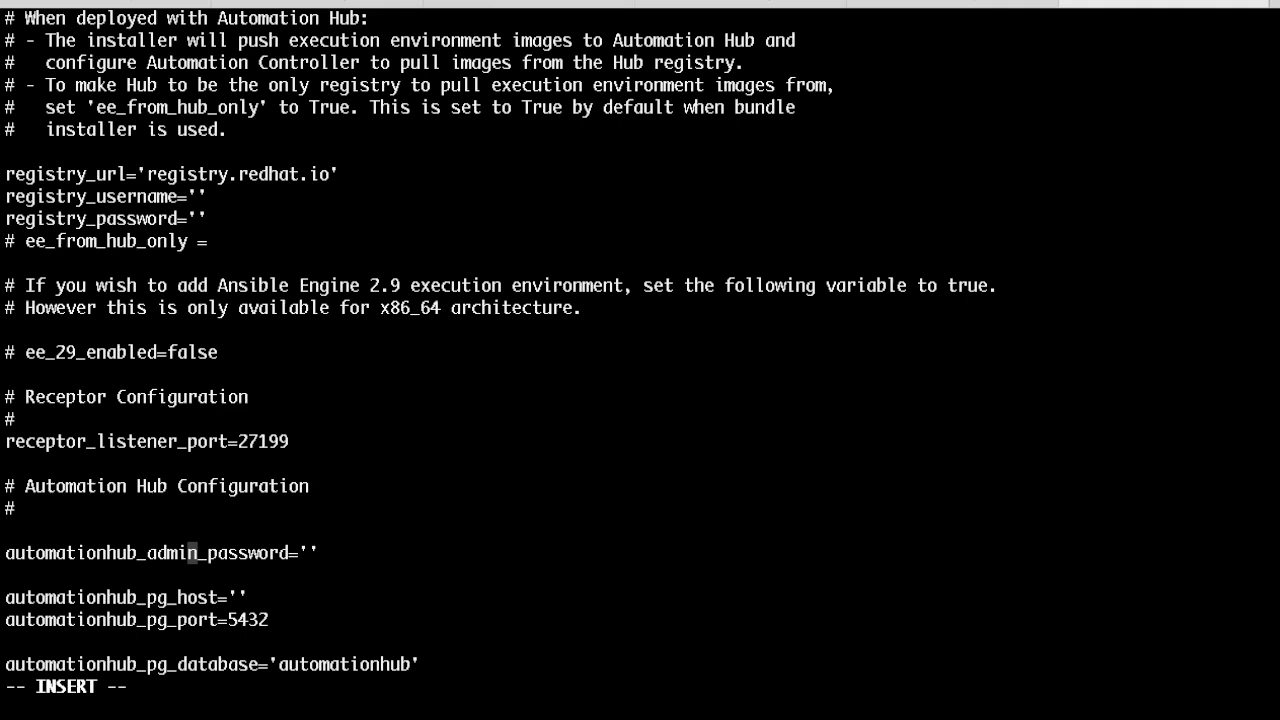 # When deployed with Automation Hub:
# - The installer will push execution environment images to Automation Hub and
#   configure Automation Controller to pull images from the Hub registry.
# - To make Hub to be the only registry to pull execution environment images from,
#   set 'ee_from_hub_only' to True. This is set to True by default when bundle
#   installer is used.
registry_url='registry.redhat.io'
registry_username=''
registry_password=''
# ee_from_hub_only =
# If you wish to add Ansible Engine 2.9 execution environment, set the following variable to true.
# However this is only available for x86_64 architecture.
# ee_29_enabled=false
# Receptor Configuration
#
receptor_listener_port=27199
# Automation Hub Configuration
#
automationhub_admin_password=''
automationhub_pg_host=''
automationhub_pg_port=5432
automationhub_pg_database='automationhub'
-- INSERT --